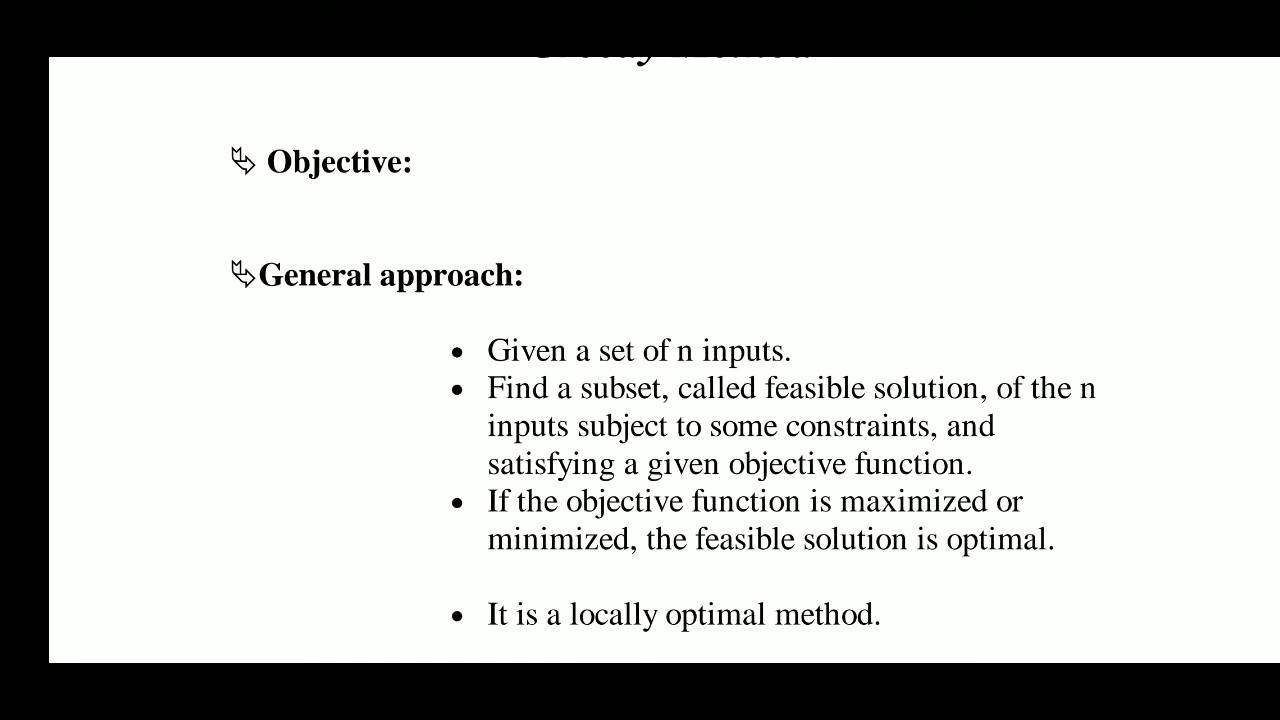 Objective:
General approach:
• Given a set of n inputs.
• Find a subset, called feasible solution, of the n
inputs subject to some constraints, and
satisfying a given objective function.
• If the objective function is maximized or
minimized, the feasible solution is optimal.
• It is a locally optimal method.